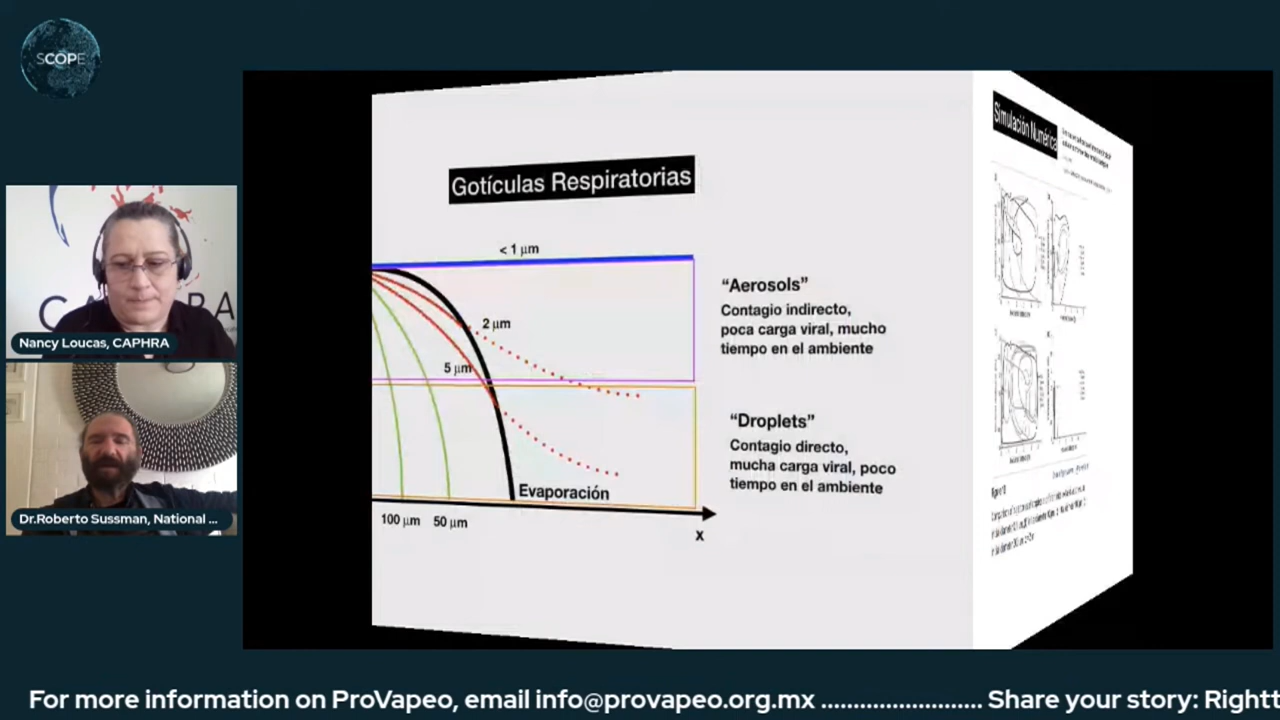 SCOPE
Nancy Loucas, CAPHRA
Dr.Roberto Sussman, National ...
Gotículas Respiratorias
< 1 μm
2 μm
5 μm
"Aerosols"
Contagio indirecto,
poca carga viral, mucho
tiempo en el ambiente
"Droplets"
Contagio directo,
mucha carga viral, poco
tiempo en el ambiente
Evaporación
100 μm 50 μm
x
Simulación Numérica
For more information on ProVapeo, email info@provapeo.org.mx ......................... Share your story: Rightt